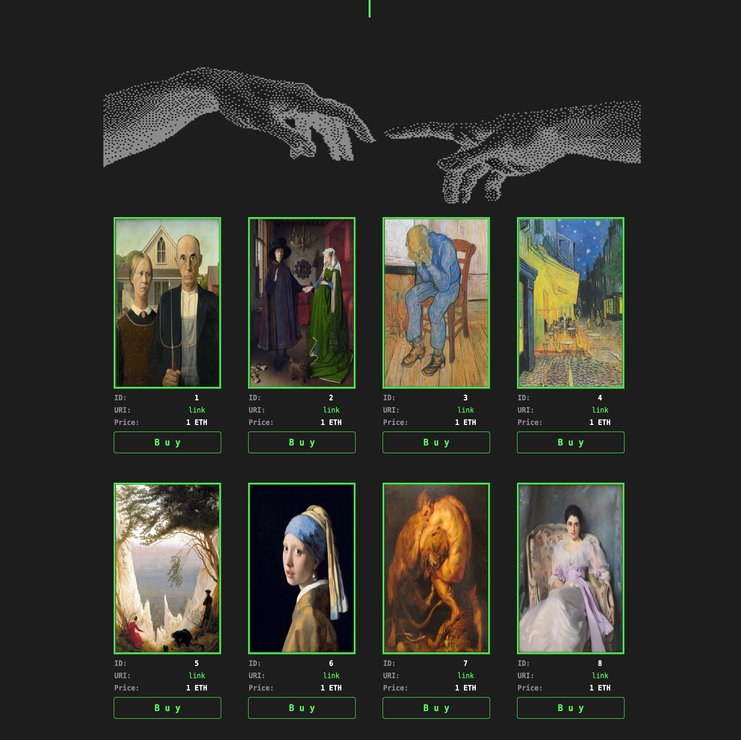 ID: 1 ID: 2 ID: 3 ID: 4
URI: link URI: link URI: link URI: link
Price: 1 ETH Price: 1 ETH Price: 1 ETH Price: 1 ETH
Buy Buy Buy Buy
ID: 5 ID: 6 ID: 7 ID: 8
URI: link URI: link URI: link URI: link
Price: 1 ETH Price: 1 ETH Price: 1 ETH Price: 1 ETH
Buy Buy Buy Buy